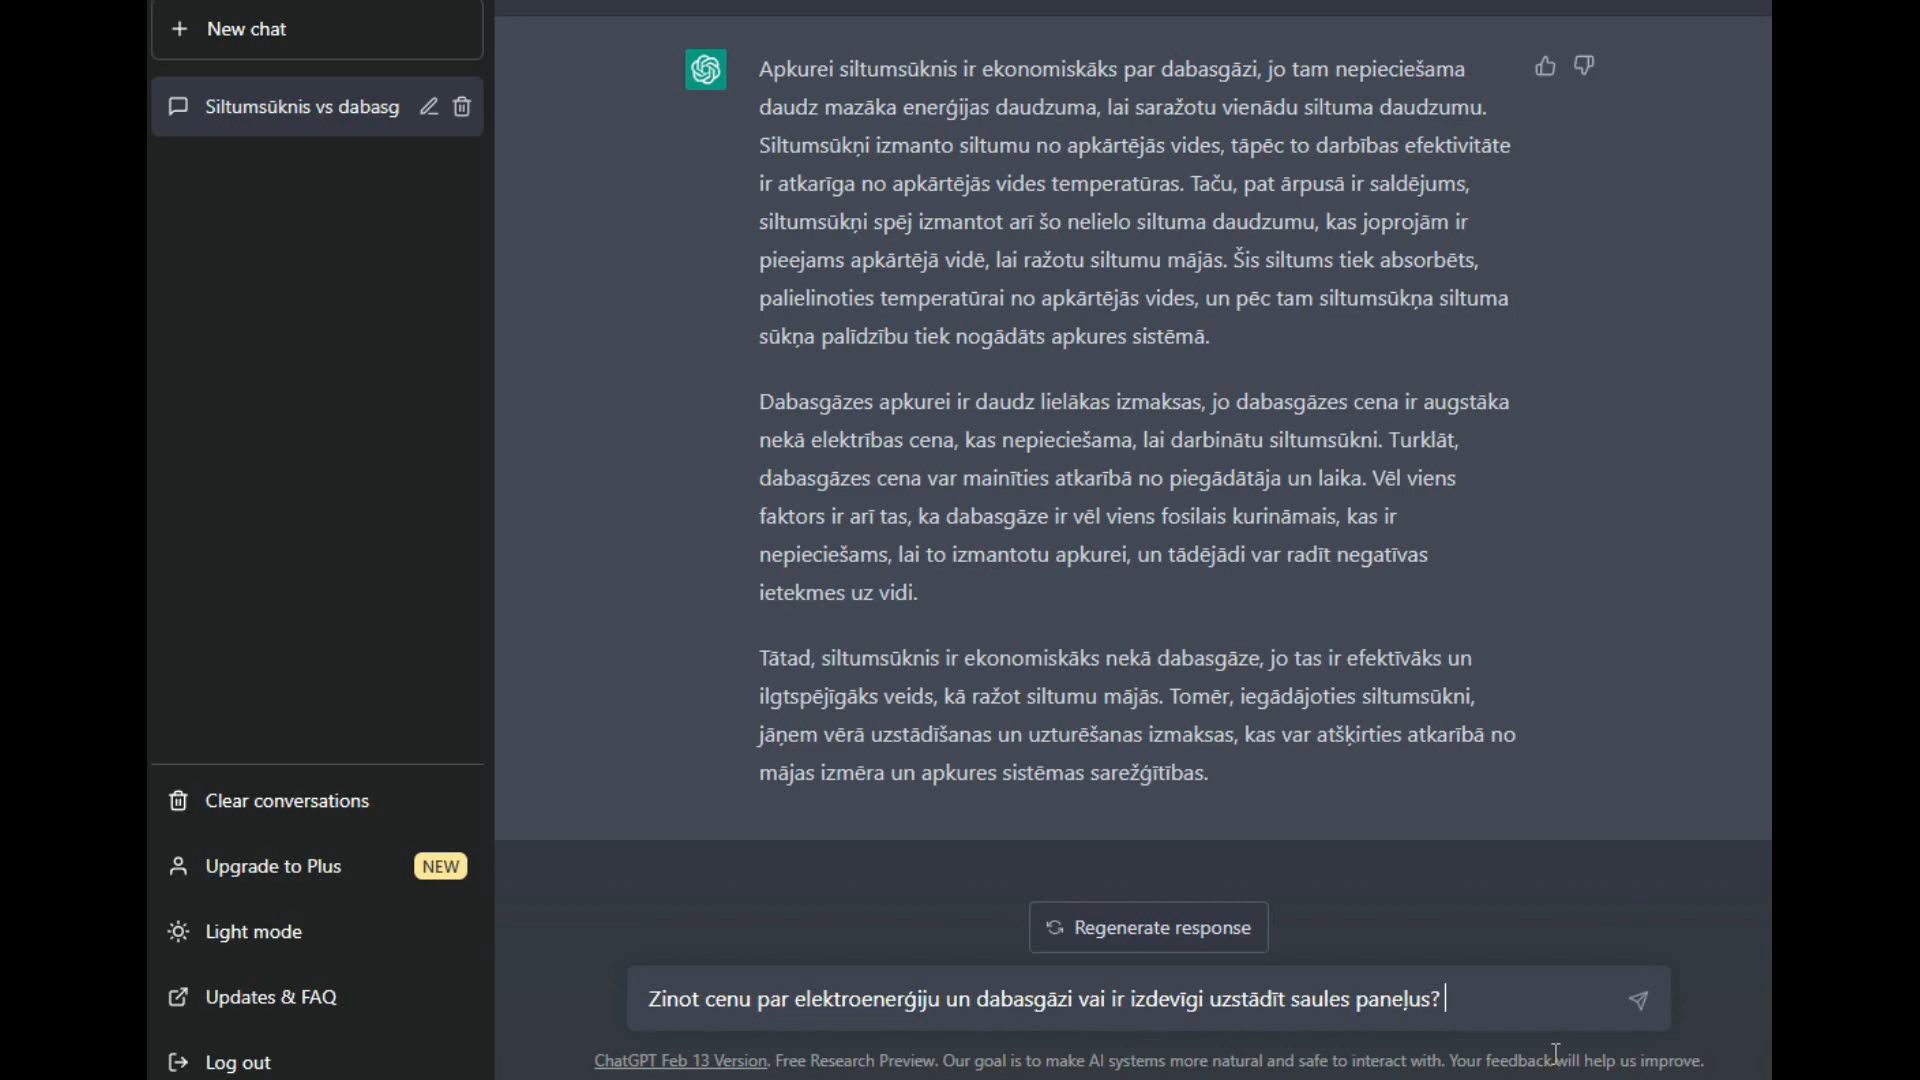 New chat
Siltumsūknis vs dabasg
Clear conversations
Upgrade to Plus
NEW
Light mode
Updates & FAQ
Log out
Apkurei siltumsūknis ir ekonomiskāks par dabasgāzi, jo tam nepieciešama
daudz mazāka enerģijas daudzuma, lai saražotu vienādu siltuma daudzumu.
Siltumsūkņi izmanto siltumu no apkārtējās vides, tāpēc to darbības efektivitāte
ir atkarīga no apkārtējās vides temperatūras. Taču, pat ārpusā ir saldējums,
siltumsūkņi spēj izmantot arī šo nelielo siltuma daudzumu, kas joprojām ir
pieejams apkārtējā vidē, lai ražotu siltumu mājās. Šis siltums tiek absorbēts,
palielinoties temperatūrai no apkārtējās vides, un pēc tam siltumsūkņa siltuma
sūkņa palīdzību tiek nogādāts apkures sistēmā.
Dabasgāzes apkurei ir daudz lielākas izmaksas, jo dabasgāzes cena ir augstāka
nekā elektrības cena, kas nepieciešama, lai darbinātu siltumsūkni. Turklāt,
dabasgāzes cena var mainīties atkarībā no piegādātāja un laika. Vēl viens
faktors ir arī tas, ka dabasgāze ir vēl viens fosilais kurināmais, kas ir
nepieciešams, lai to izmantotu apkurei, un tādējādi var radīt negatīvas
ietekmes uz vidi.
Tātad, siltumsūknis ir ekonomiskāks nekā dabasgāze, jo tas ir efektīvāks un
ilgtspējīgāks veids, kā ražot siltumu mājās. Tomēr, iegādājoties siltumsūkni,
jāņem vērā uzstādīšanas un uzturēšanas izmaksas, kas var atšķirties atkarībā no
mājas izmēra un apkures sistēmas sarežģītības.
Regenerate response
Zinot cenu par elektroenerģiju un dabasgāzi vai ir izdevīgi uzstādīt saules paneļus?
ChatGPT Feb 13 Version. Free Research Preview. Our goal is to make AI systems more natural and safe to interact with. Your feedback will help us improve.